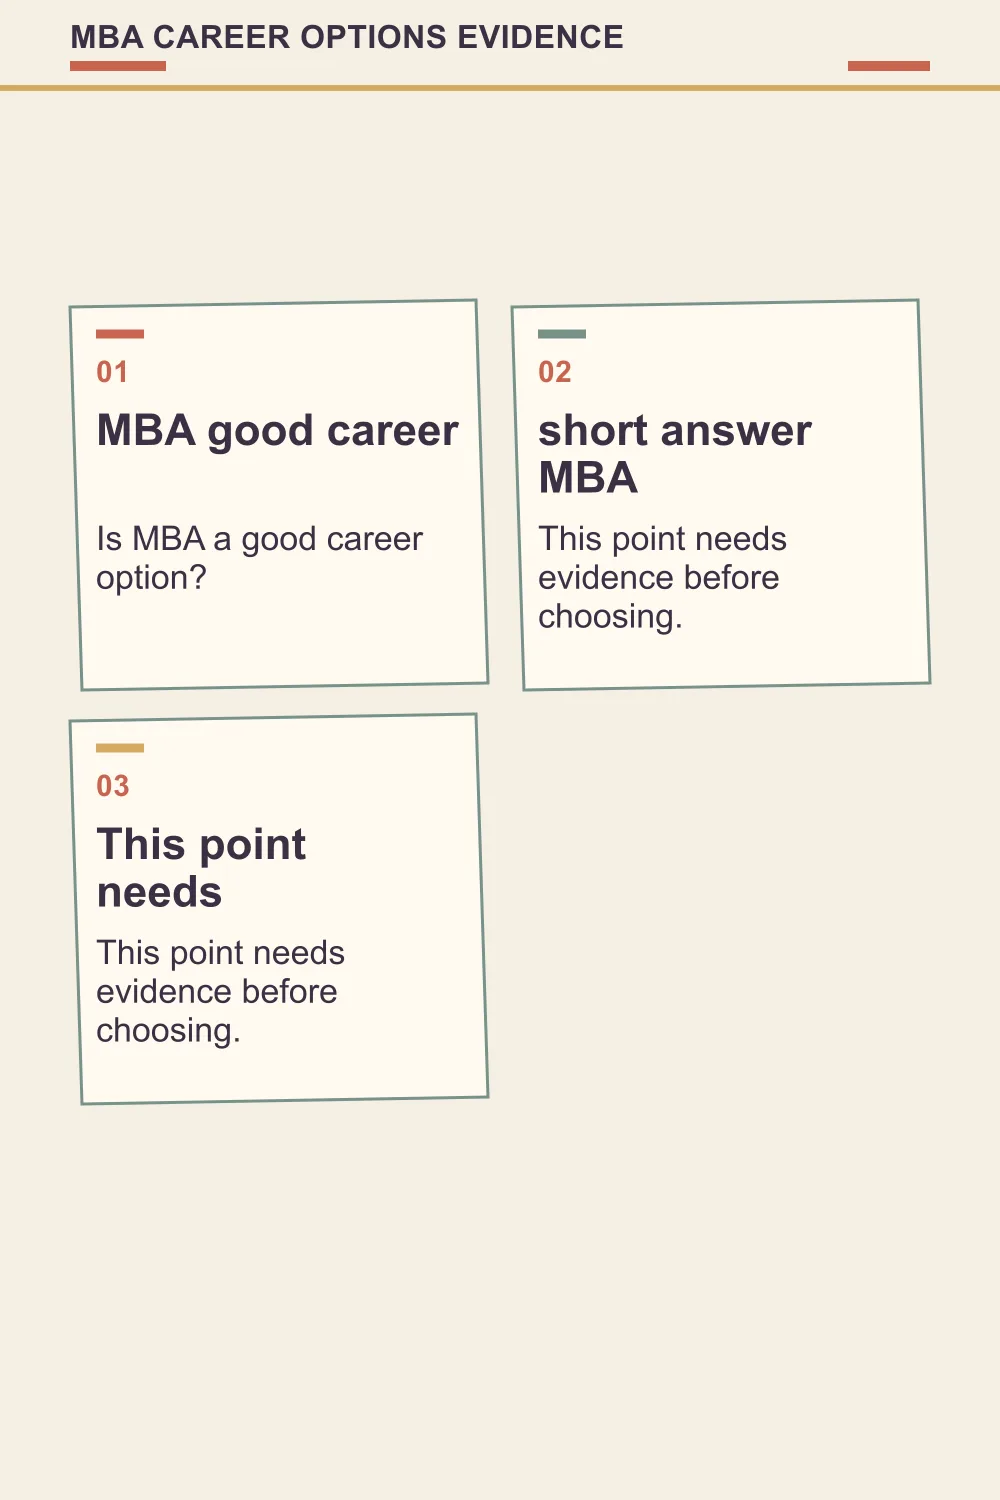 MBA CAREER OPTIONS EVIDENCE
01
MBA good career
Is MBA a good career
option?
02
short answer
MBA
This point needs
evidence before
choosing.
03
This point
needs
This point needs
evidence before
choosing.